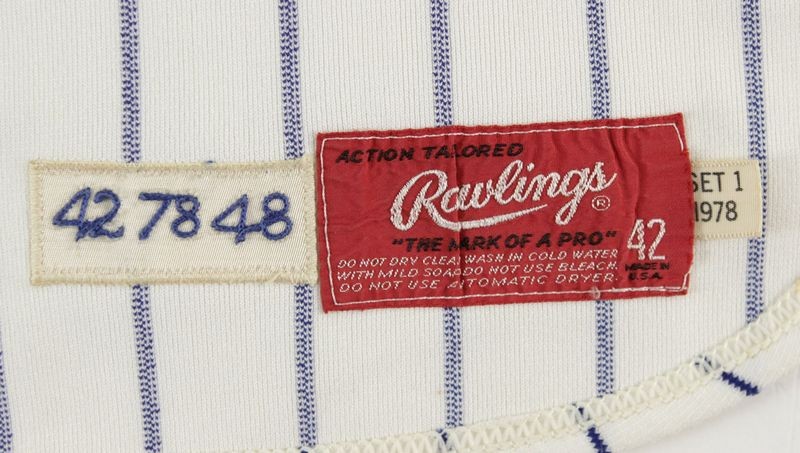 42 78 48
ACTION TAILORED
Rawlings ®
"THE MARK OF A PRO"
42
DO NOT DRY CLEAN WASH IN COLD WATER
WITH MILD SOAP DO NOT USE BLEACH.
DO NOT USE AUTOMATIC DRYER.
MADE IN
U.S.A.
SET 1
1978